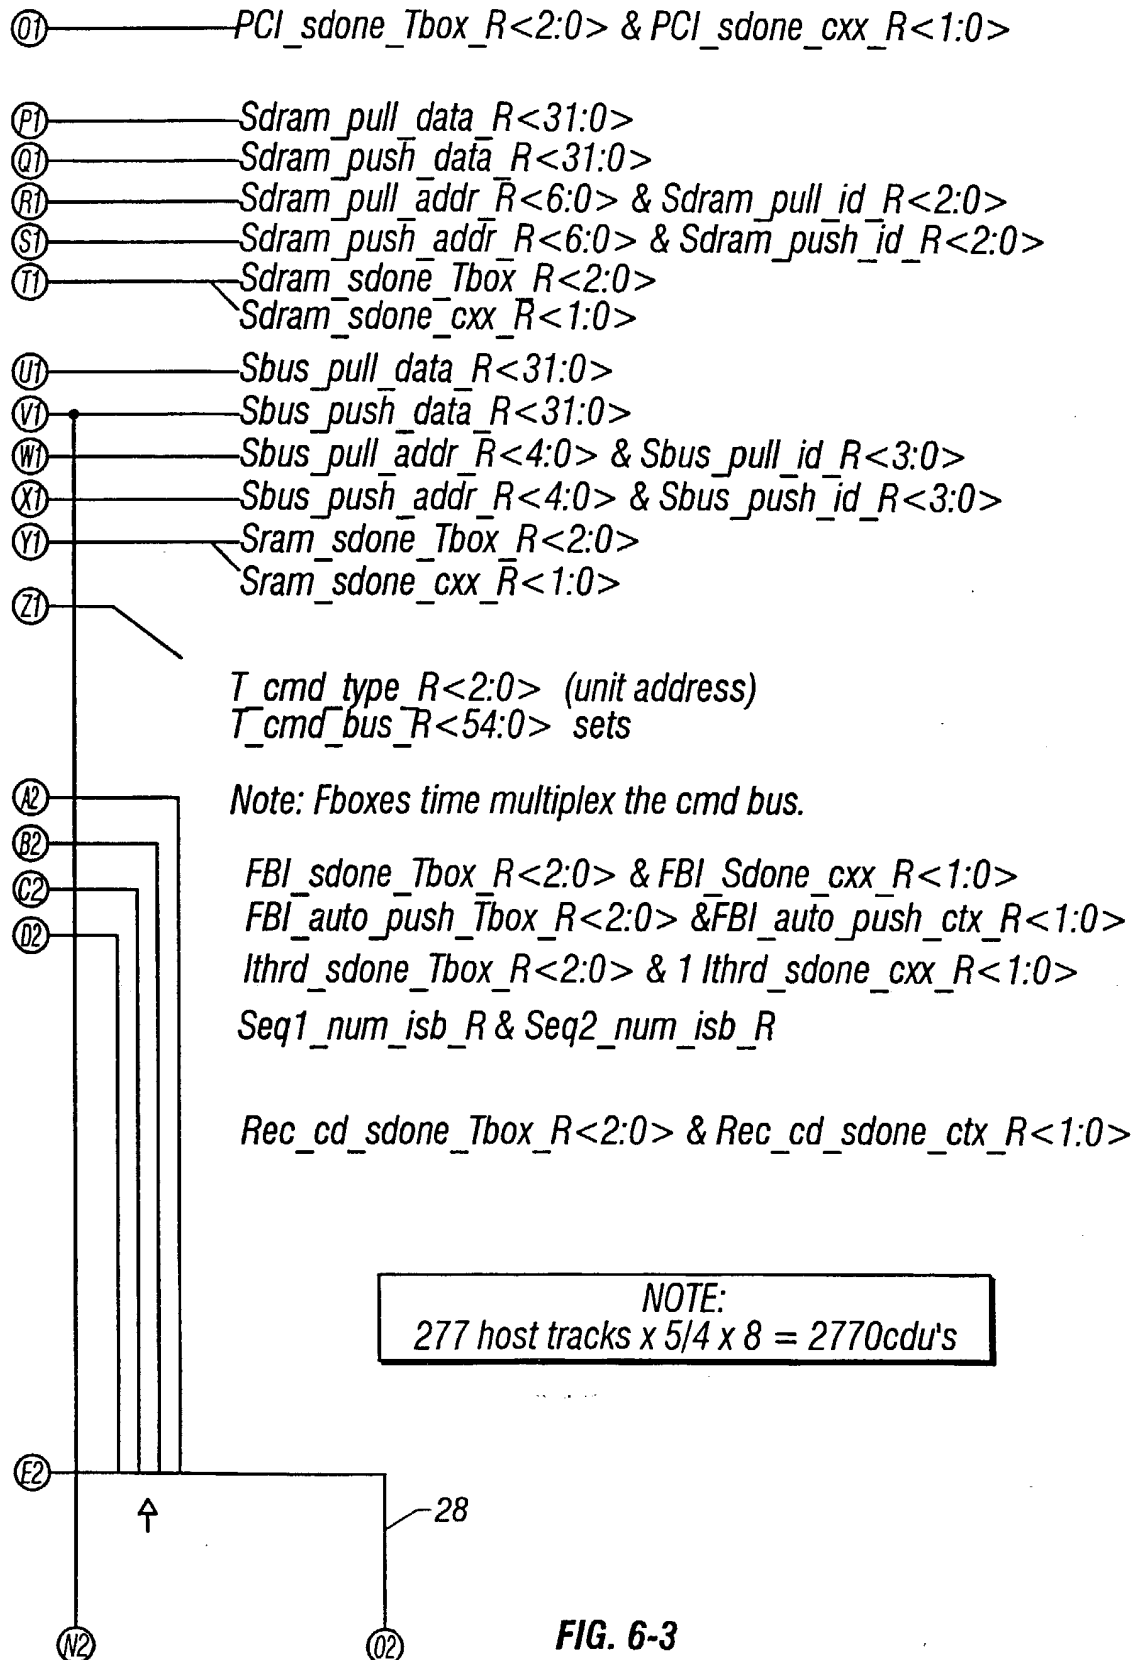 O1 PCI_sdone_Tbox_R<2:0> & PCI_sdone_cxx_R<1:0>
P1 Sdram_pull_data_R<31:0>
Q1 Sdram_push_data_R<31:0>
R1 Sdram_pull_addr_R<6:0> & Sdram_pull_id_R<2:0>
S1 Sdram_push_addr_R<6:0> & Sdram_push_id_R<2:0>
T1 Sdram_sdone_Tbox_R<2:0>
Sdram_sdone_cxx_R<1:0>
U1 Sbus_pull_data_R<31:0>
V1 Sbus_push_data_R<31:0>
W1 Sbus_pull_addr_R<4:0> & Sbus_pull_id_R<3:0>
X1 Sbus_push_addr_R<4:0> & Sbus_push_id_R<3:0>
Y1 Sram_sdone_Tbox_R<2:0>
Sram_sdone_cxx_R<1:0>
Z1
T_cmd_type_R<2:0> (unit address)
T_cmd_bus_R<54:0> sets
A2 Note: Fboxes time multiplex the cmd bus.
B2
FBI_sdone_Tbox_R<2:0> & FBI_Sdone_cxx_R<1:0>
C2
FBI_auto_push_Tbox_R<2:0> &FBI_auto_push_ctx_R<1:0>
D2
Ithrd_sdone_Tbox_R<2:0> & 1 Ithrd_sdone_cxx_R<1:0>
Seq1_num_isb_R & Seq2_num_isb_R
Rec_cd_sdone_Tbox_R<2:0> & Rec_cd_sdone_ctx_R<1:0>
NOTE:
277 host tracks x 5/4 x 8 = 2770cdu's
E2
28
N2
O2
FIG. 6-3